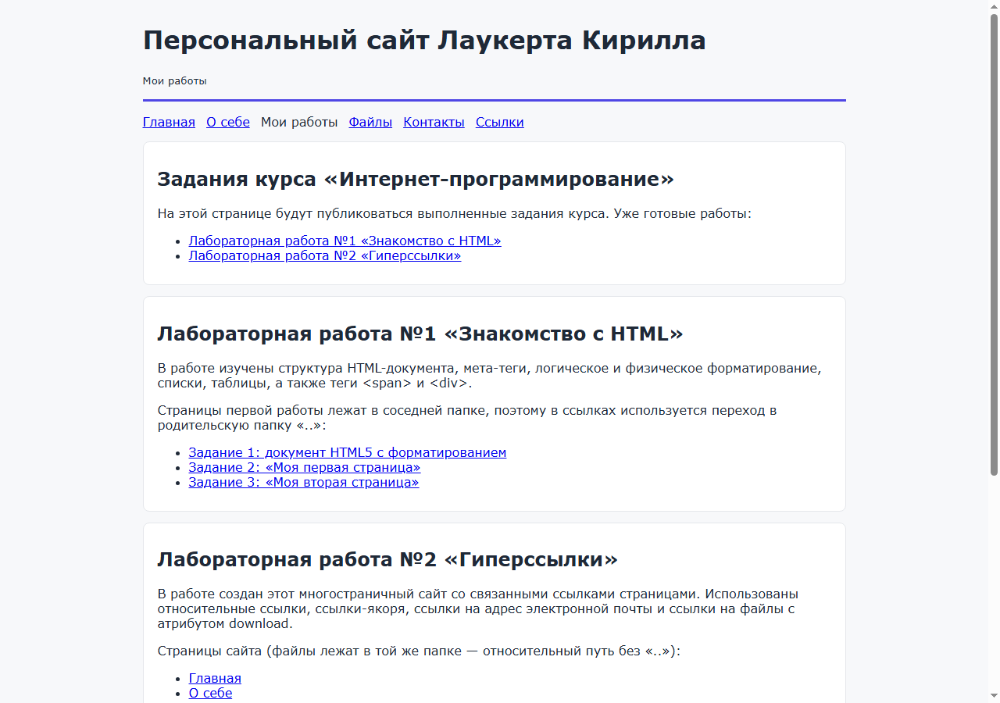 Персональный сайт Лаукерта Кирилла
Мои работы
Главная О себе Мои работы Файлы Контакты Ссылки
Задания курса «Интернет-программирование»
На этой странице будут публиковаться выполненные задания курса. Уже готовые работы:
• Лабораторная работа №1 «Знакомство с HTML»
• Лабораторная работа №2 «Гиперссылки»
Лабораторная работа №1 «Знакомство с HTML»
В работе изучены структура HTML-документа, мета-теги, логическое и физическое форматирование,
списки, таблицы, а также теги <span> и <div>.
Страницы первой работы лежат в соседней папке, поэтому в ссылках используется переход в
родительскую папку «..»:
• Задание 1: документ HTML5 с форматированием
• Задание 2: «Моя первая страница»
• Задание 3: «Моя вторая страница»
Лабораторная работа №2 «Гиперссылки»
В работе создан этот многостраничный сайт со связанными ссылками страницами. Использованы
относительные ссылки, ссылки-якоря, ссылки на адрес электронной почты и ссылки на файлы с
атрибутом download.
Страницы сайта (файлы лежат в той же папке — относительный путь без «..»):
• Главная
• О себе